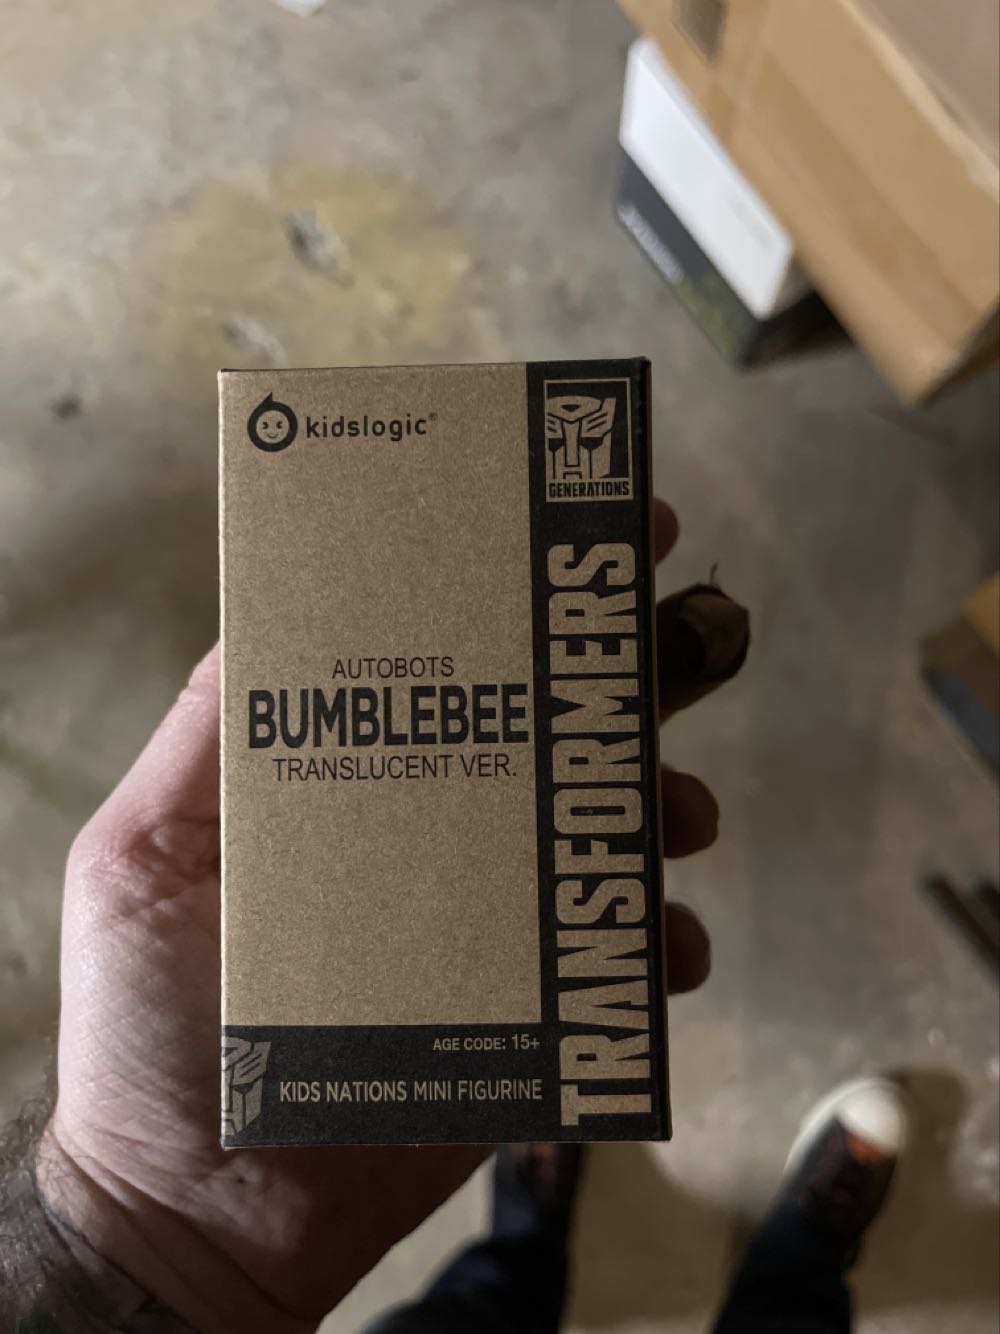 kidslogic®
GENERATIONS
AUTOBOTS
BUMBLEBEE
TRANSLUCENT VER.
TRANSFORMERS
AGE CODE: 15+
KIDS NATIONS MINI FIGURINE